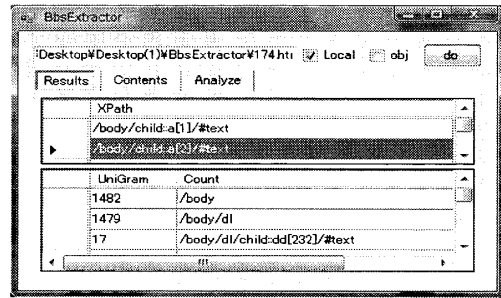 BbsExtractor
:Desktop¥Desktop(1)¥BbsExtractor¥174.htm Local obj do
Results Contents Analyze
XPath
/body/child::a[1]/#text
/body/child::a[2]/#text
UniGram Count
1482 /body
1479 /body/dl
17 /body/dl/child::dd[232]/#text